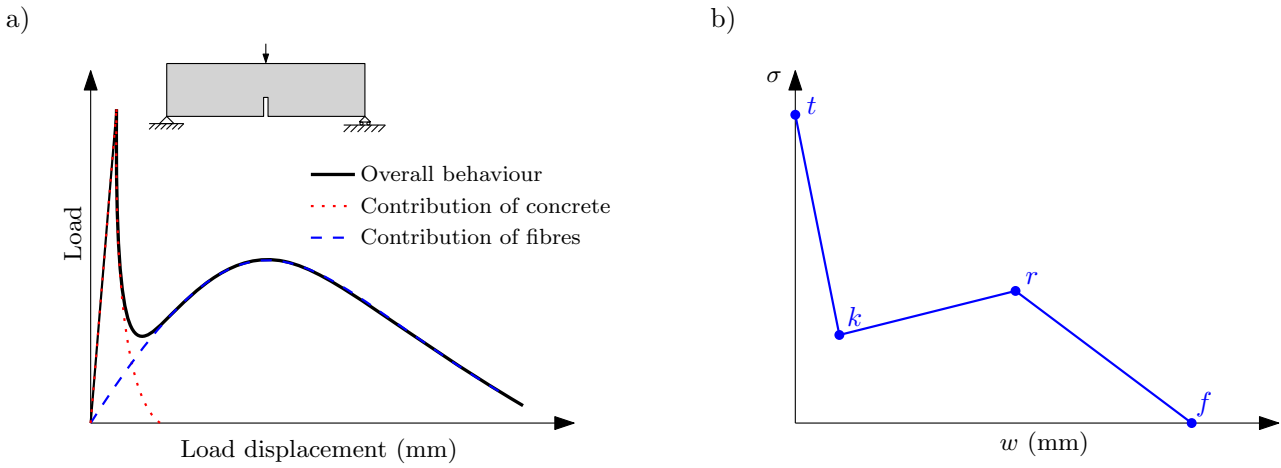 a)
Load
Overall behaviour
Contribution of concrete
Contribution of fibres
Load displacement (mm)
b)
σ
t
k
r
f
w (mm)